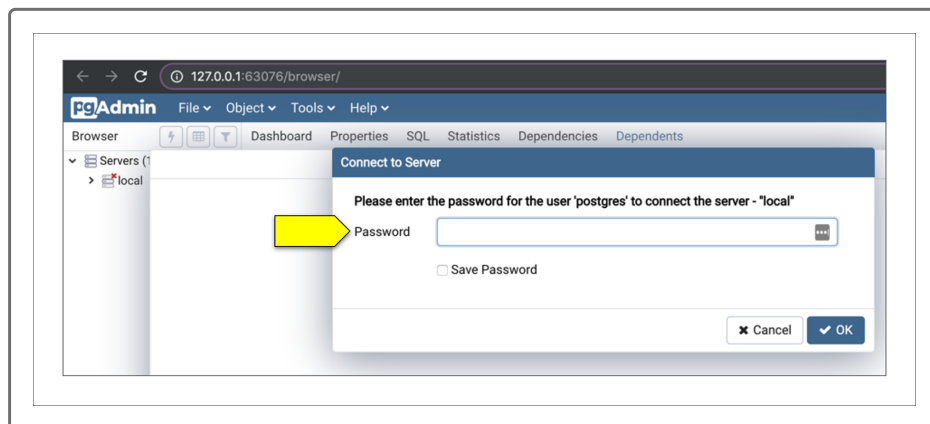 127.0.0.1:63076/browser/
pgAdmin File Object Tools Help
Browser Dashboard Properties SQL Statistics Dependencies Dependents
Servers (1
local
Connect to Server
Please enter the password for the user 'postgres' to connect the server - "local"
Password
Save Password
Cancel OK